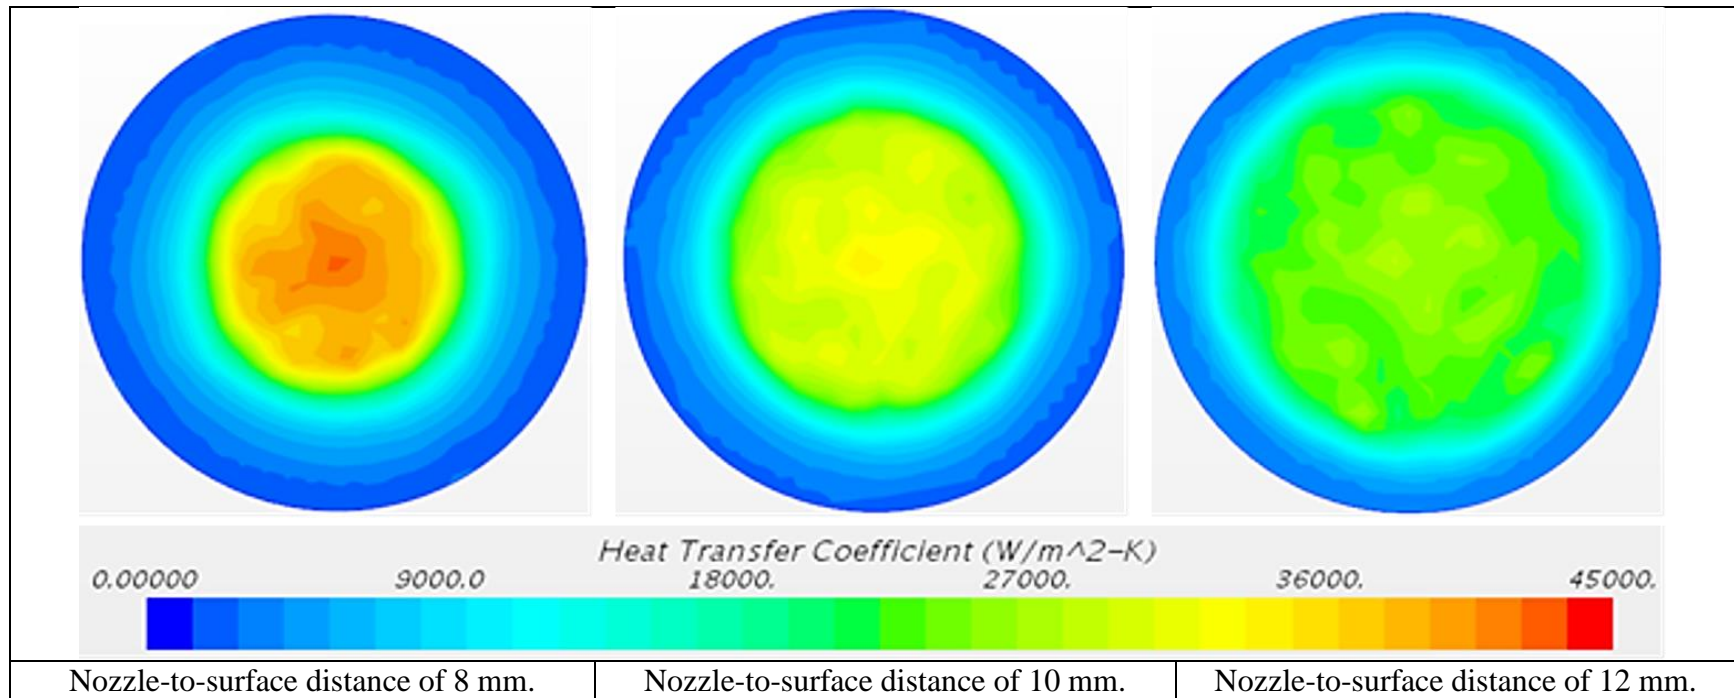 Heat Transfer Coefficient (W/m^2-K)
0.00000 9000.0 18000. 27000. 36000. 45000.
Nozzle-to-surface distance of 8 mm. Nozzle-to-surface distance of 10 mm. Nozzle-to-surface distance of 12 mm.